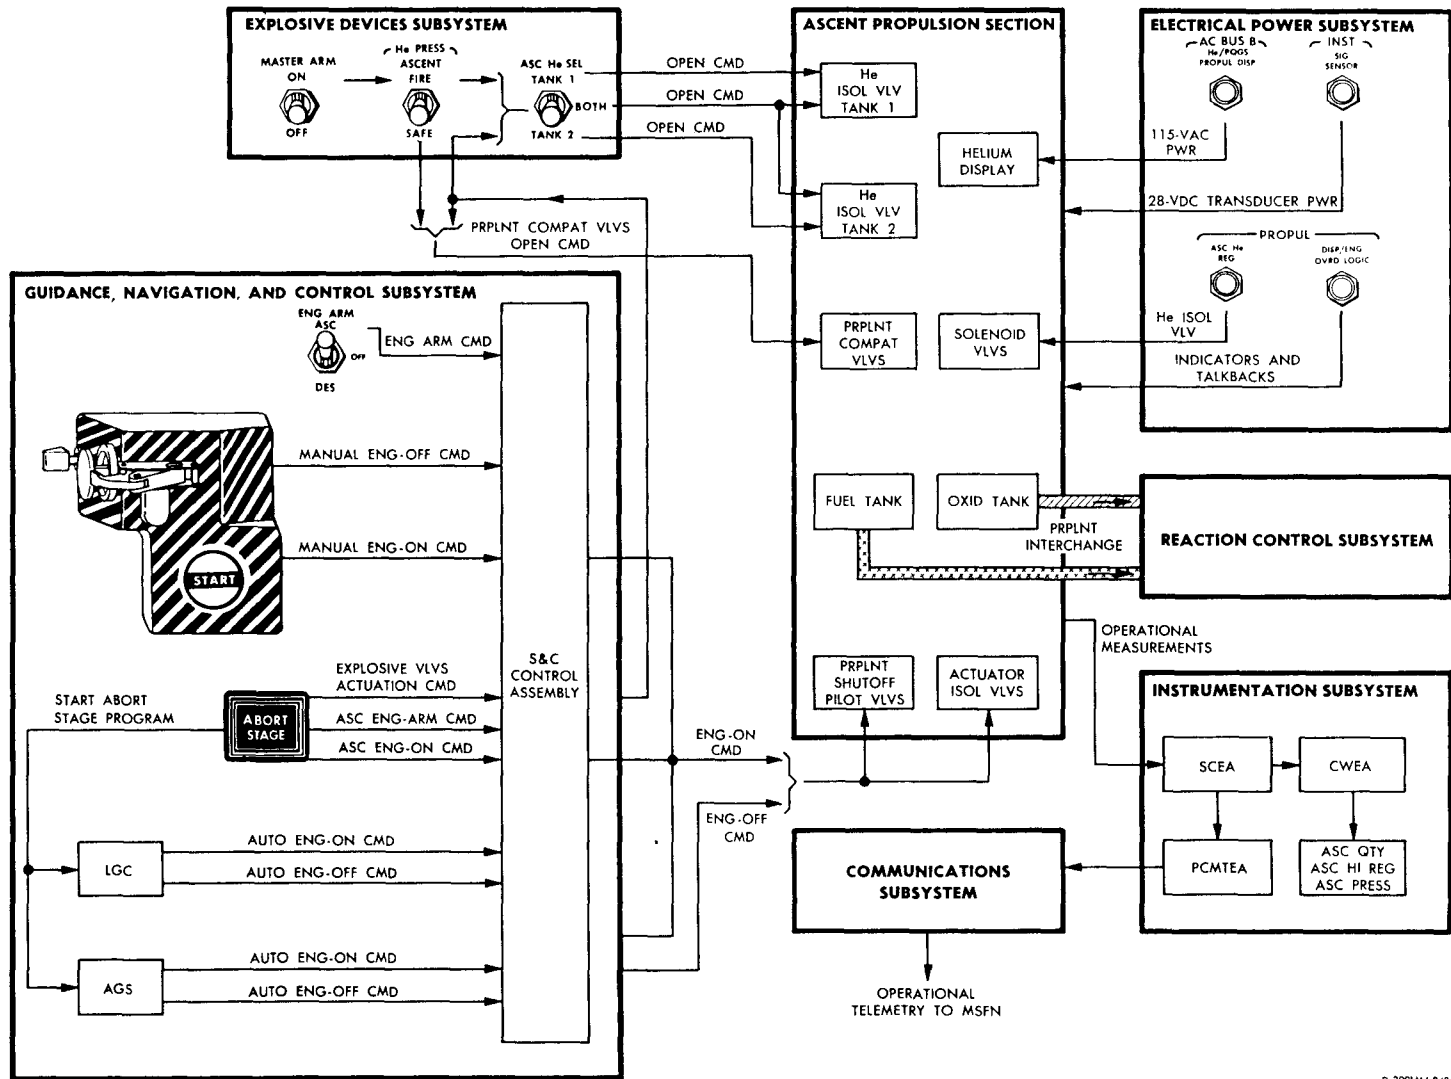 EXPLOSIVE DEVICES SUBSYSTEM
MASTER ARM
ON
OFF
He PRESS
ASCENT
FIRE
SAFE
ASC He SEL
TANK 1
BOTH
TANK 2
OPEN CMD
OPEN CMD
OPEN CMD
PRPLNT COMPAT VLVS
OPEN CMD
ASCENT PROPULSION SECTION
He
ISOL VLV
TANK 1
He
ISOL VLV
TANK 2
HELIUM
DISPLAY
PRPLNT
COMPAT
VLVS
SOLENOID
VLVS
FUEL TANK
OXID TANK
PRPLNT
INTERCHANGE
PRPLNT
SHUTOFF
PILOT VLVS
ACTUATOR
ISOL VLVS
ELECTRICAL POWER SUBSYSTEM
AC BUS B
He/PQGS
PROPUL DISP
INST
SIG
SENSOR
115-VAC
PWR
28-VDC TRANSDUCER PWR
PROPUL
ASC He
REG
DISP/ENG
OVRD LOGIC
He ISOL
VLV
INDICATORS AND
TALKBACKS
REACTION CONTROL SUBSYSTEM
OPERATIONAL
MEASUREMENTS
INSTRUMENTATION SUBSYSTEM
SCEA
CWEA
PCMTEA
ASC QTY
ASC HI REG
ASC PRESS
COMMUNICATIONS
SUBSYSTEM
OPERATIONAL
TELEMETRY TO MSFN
GUIDANCE, NAVIGATION, AND CONTROL SUBSYSTEM
ENG ARM
ASC
OFF
DES
ENG ARM CMD
MANUAL ENG-OFF CMD
MANUAL ENG-ON CMD
START
S&C
CONTROL
ASSEMBLY
EXPLOSIVE VLVS
ACTUATION CMD
START ABORT
STAGE PROGRAM
ABORT
STAGE
ASC ENG-ARM CMD
ASC ENG-ON CMD
ENG-ON
CMD
ENG-OFF
CMD
LGC
AUTO ENG-ON CMD
AUTO ENG-OFF CMD
AGS
AUTO ENG-ON CMD
AUTO ENG-OFF CMD